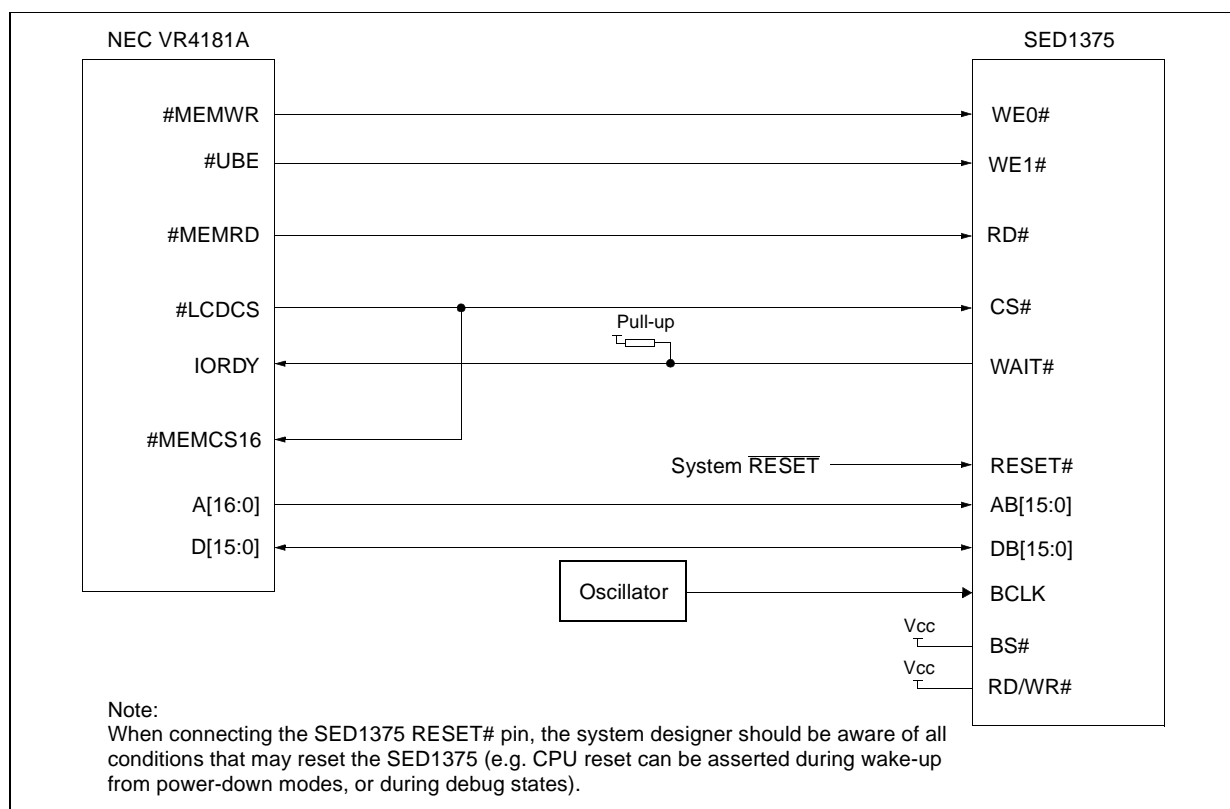 NEC VR4181A
SED1375
#MEMWR
WE0#
#UBE
WE1#
#MEMRD
RD#
#LCDCS
CS#
Pull-up
IORDY
WAIT#
#MEMCS16
System RESET
RESET#
A[16:0]
AB[15:0]
D[15:0]
DB[15:0]
Oscillator
BCLK
Vcc
BS#
Vcc
RD/WR#
Note:
When connecting the SED1375 RESET# pin, the system designer should be aware of all
conditions that may reset the SED1375 (e.g. CPU reset can be asserted during wake-up
from power-down modes, or during debug states).